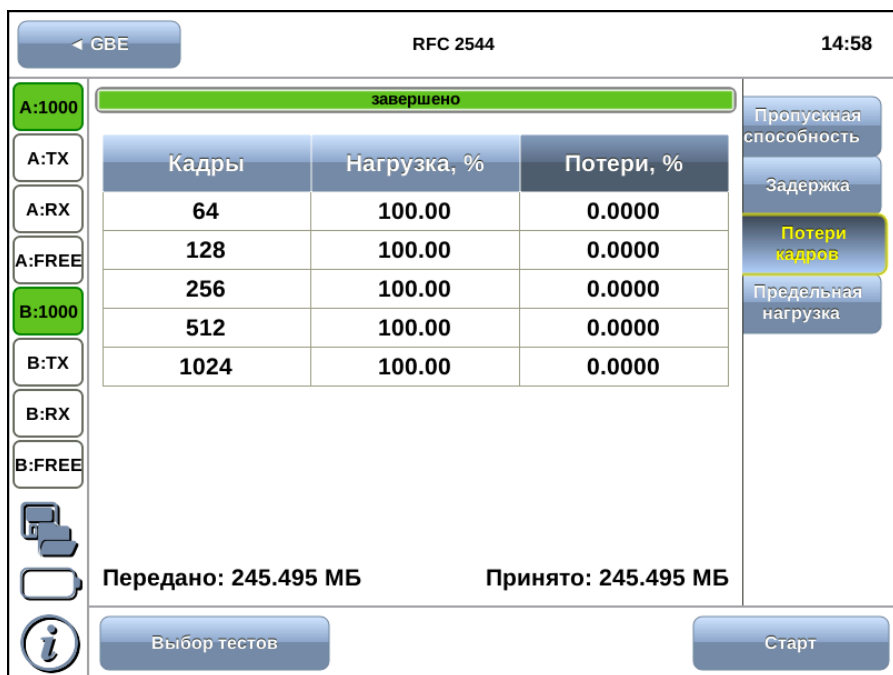 ◄ GBE
RFC 2544
14:58
A:1000
A:TX
A:RX
A:FREE
B:1000
B:TX
B:RX
B:FREE
завершено
Кадры Нагрузка, % Потери, %
64 100.00 0.0000
128 100.00 0.0000
256 100.00 0.0000
512 100.00 0.0000
1024 100.00 0.0000
Передано: 245.495 МБ Принято: 245.495 МБ
Пропускная
способность
Задержка
Потери
кадров
Предельная
нагрузка
i
Выбор тестов
Старт